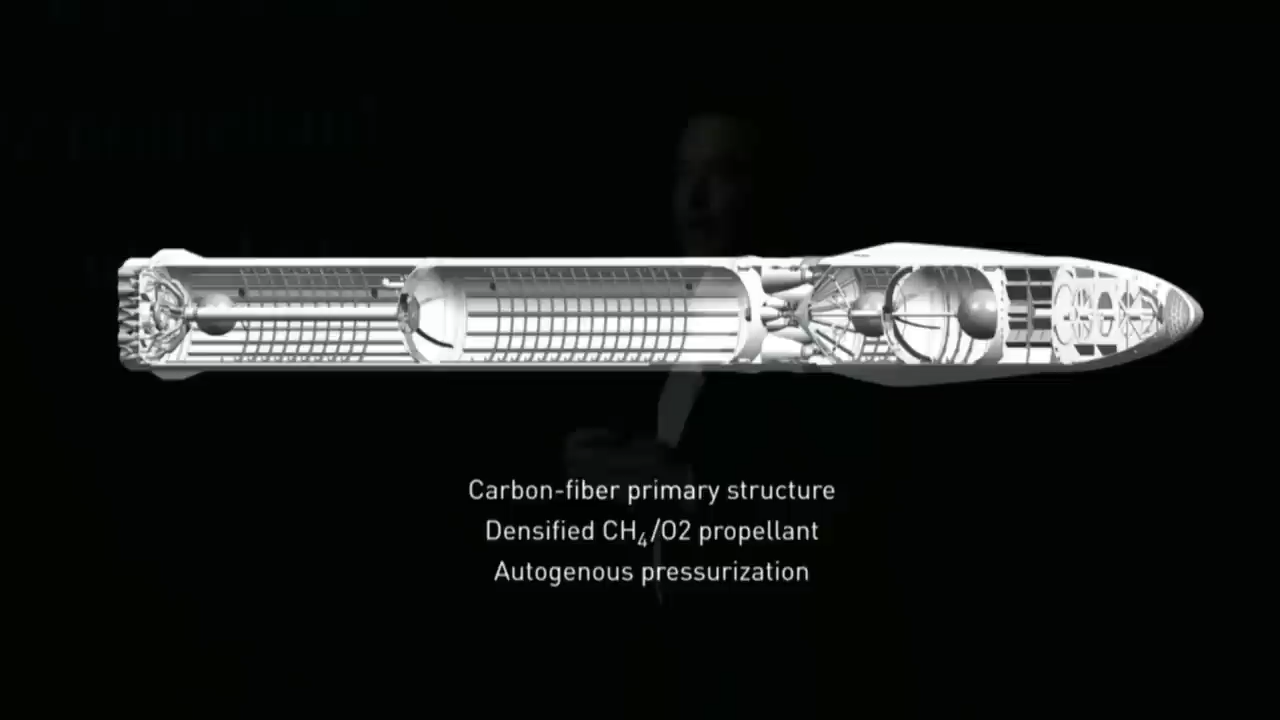 Carbon-fiber primary structure
Densified CH₄/O2 propellant
Autogenous pressurization